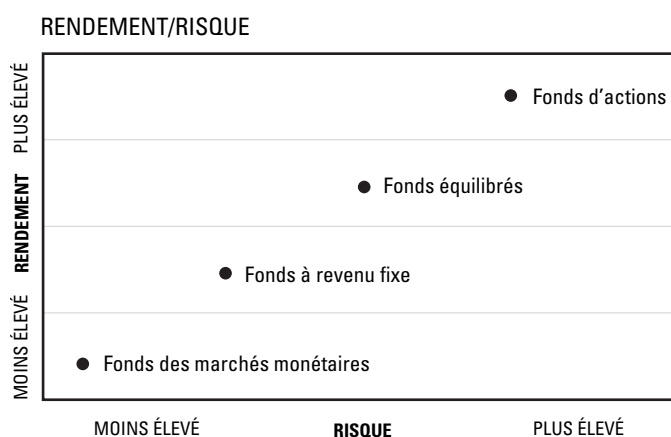 RENDEMENT/RISQUE
PLUS ÉLEVÉ
RENDEMENT
MOINS ÉLEVÉ
Fonds d’actions
Fonds équilibrés
Fonds à revenu fixe
Fonds des marchés monétaires
MOINS ÉLEVÉ
RISQUE
PLUS ÉLEVÉ